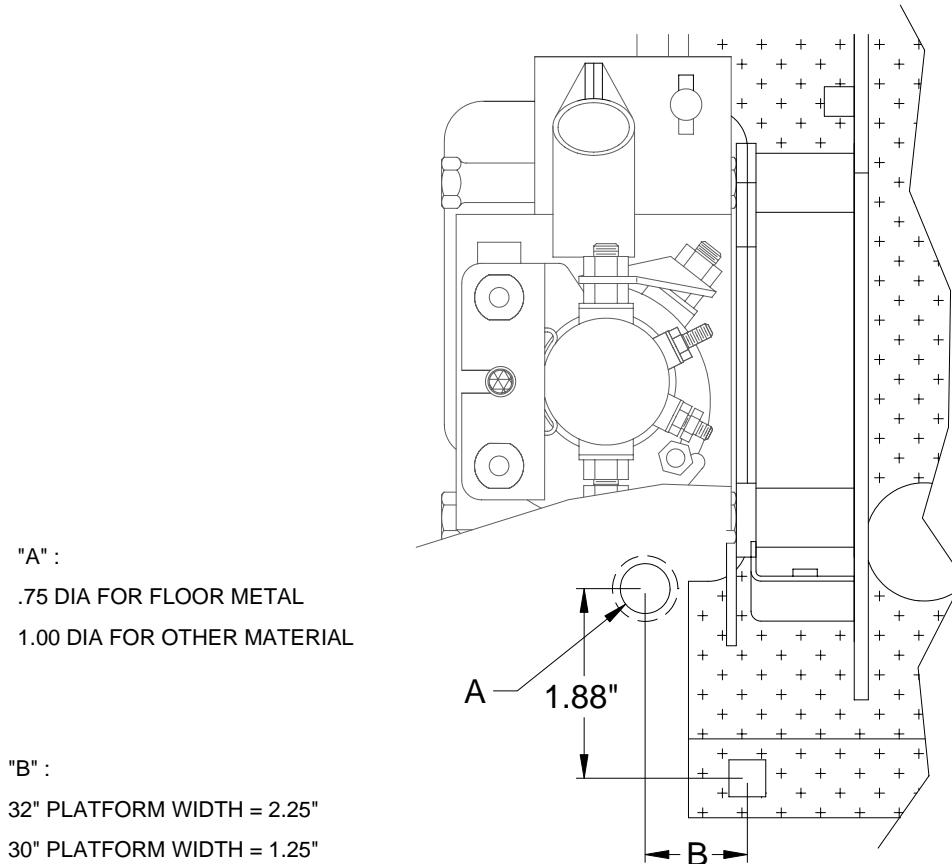 "A" :
.75 DIA FOR FLOOR METAL
1.00 DIA FOR OTHER MATERIAL
A
1.88"
"B" :
32" PLATFORM WIDTH = 2.25"
30" PLATFORM WIDTH = 1.25"
B